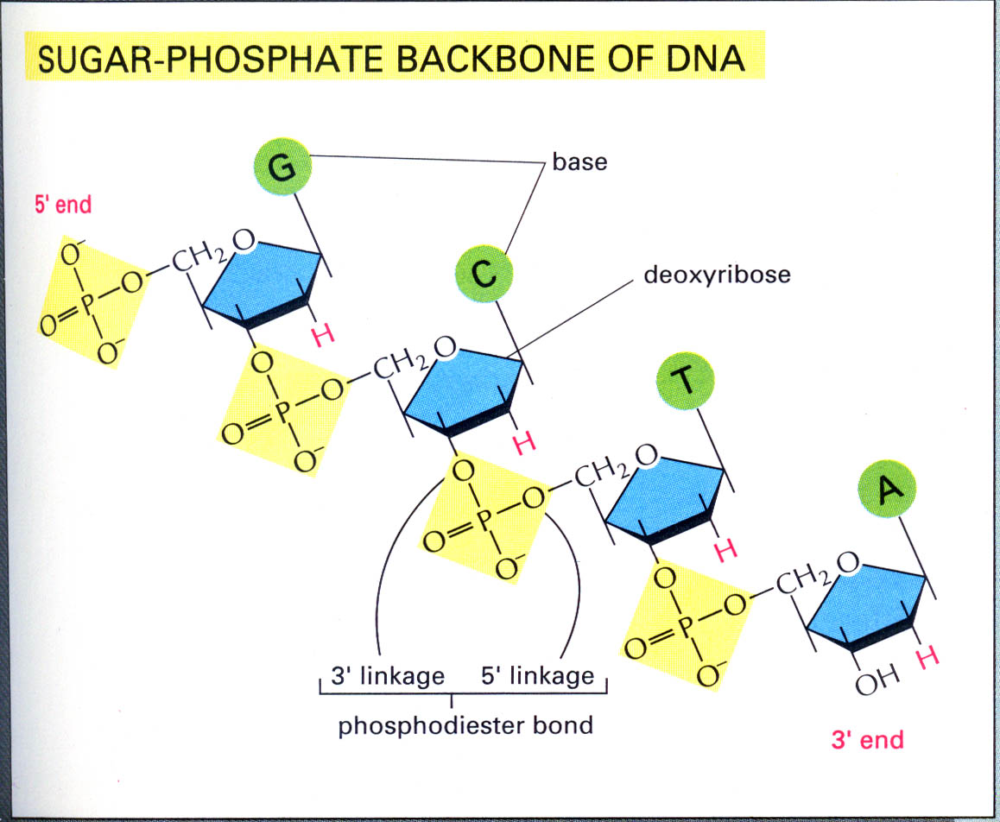 SUGAR-PHOSPHATE BACKBONE OF DNA
G
base
5' end
O⁻
CH₂
O
O
P
O
O⁻
H
C
deoxyribose
O
P
O
O
O⁻
CH₂
O
H
T
O
P
O
O
O⁻
CH₂
O
H
A
O
P
O
O
O⁻
CH₂
O
H
OH
3' linkage
5' linkage
phosphodiester bond
3' end